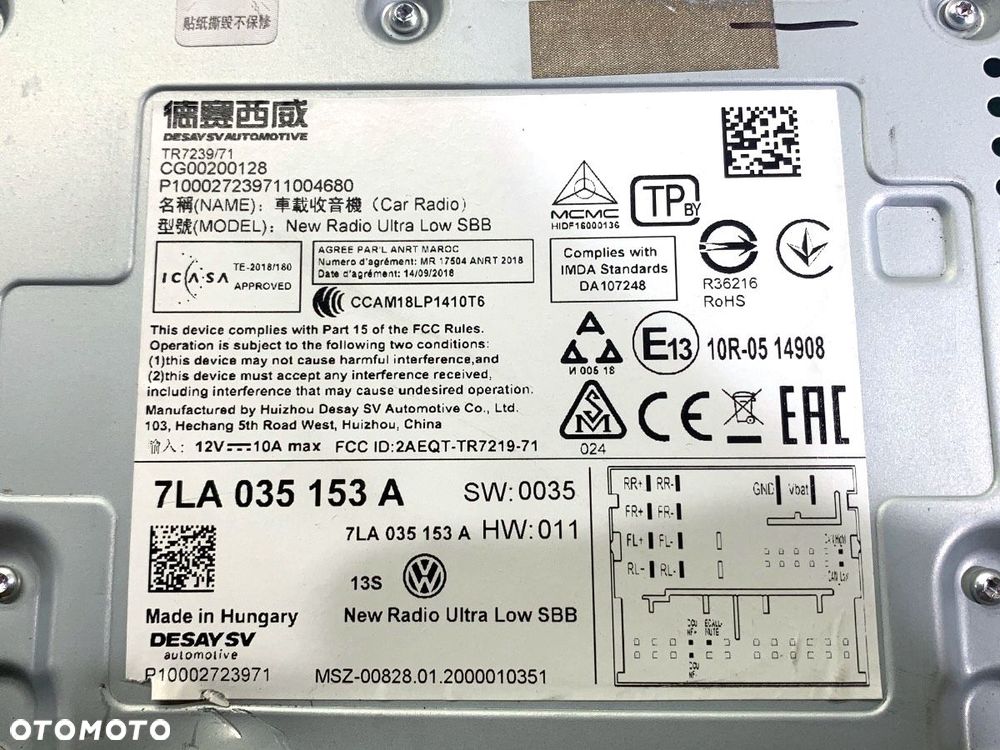 贴纸撕毁不保修
德赛西威
DESAY SV AUTOMOTIVE
TR7239/71
CG00200128
P100027239711004680
名稱(NAME): 車載收音機 (Car Radio)
型號(MODEL): New Radio Ultra Low SBB
ICASA
TE-2018/180
APPROVED
AGREE PAR'L ANRT MAROC
Numero d'agrément: MR 17504 ANRT 2018
Date d'agrément: 14/09/2018
CCAM18LP1410T6
MCMC
HIDF16000136
TP BY
Complies with
IMDA Standards
DA107248
R36216
RoHS
This device complies with Part 15 of the FCC Rules.
Operation is subject to the following two conditions:
(1)this device may not cause harmful interference,and
(2)this device must accept any interference received,
including interference that may cause undesired operation.
Manufactured by Huizhou Desay SV Automotive Co., Ltd.
103, Hechang 5th Road West, Huizhou, China
输入: 12V⎓10A max FCC ID:2AEQT-TR7219-71
И 005 18
E13 10R-05 14908
024
CE
EAC
7LA 035 153 A SW:0035
7LA 035 153 A HW:011
13S
VW
Made in Hungary New Radio Ultra Low SBB
DESAY SV
automotive
P10002723971 MSZ-00828.01.2000010351
RR+ RR- GND Vbat
FR+ FR-
FL+ FL-
RL+ RL- CAN Low
ECALL-
MUTE
OTOMOTO